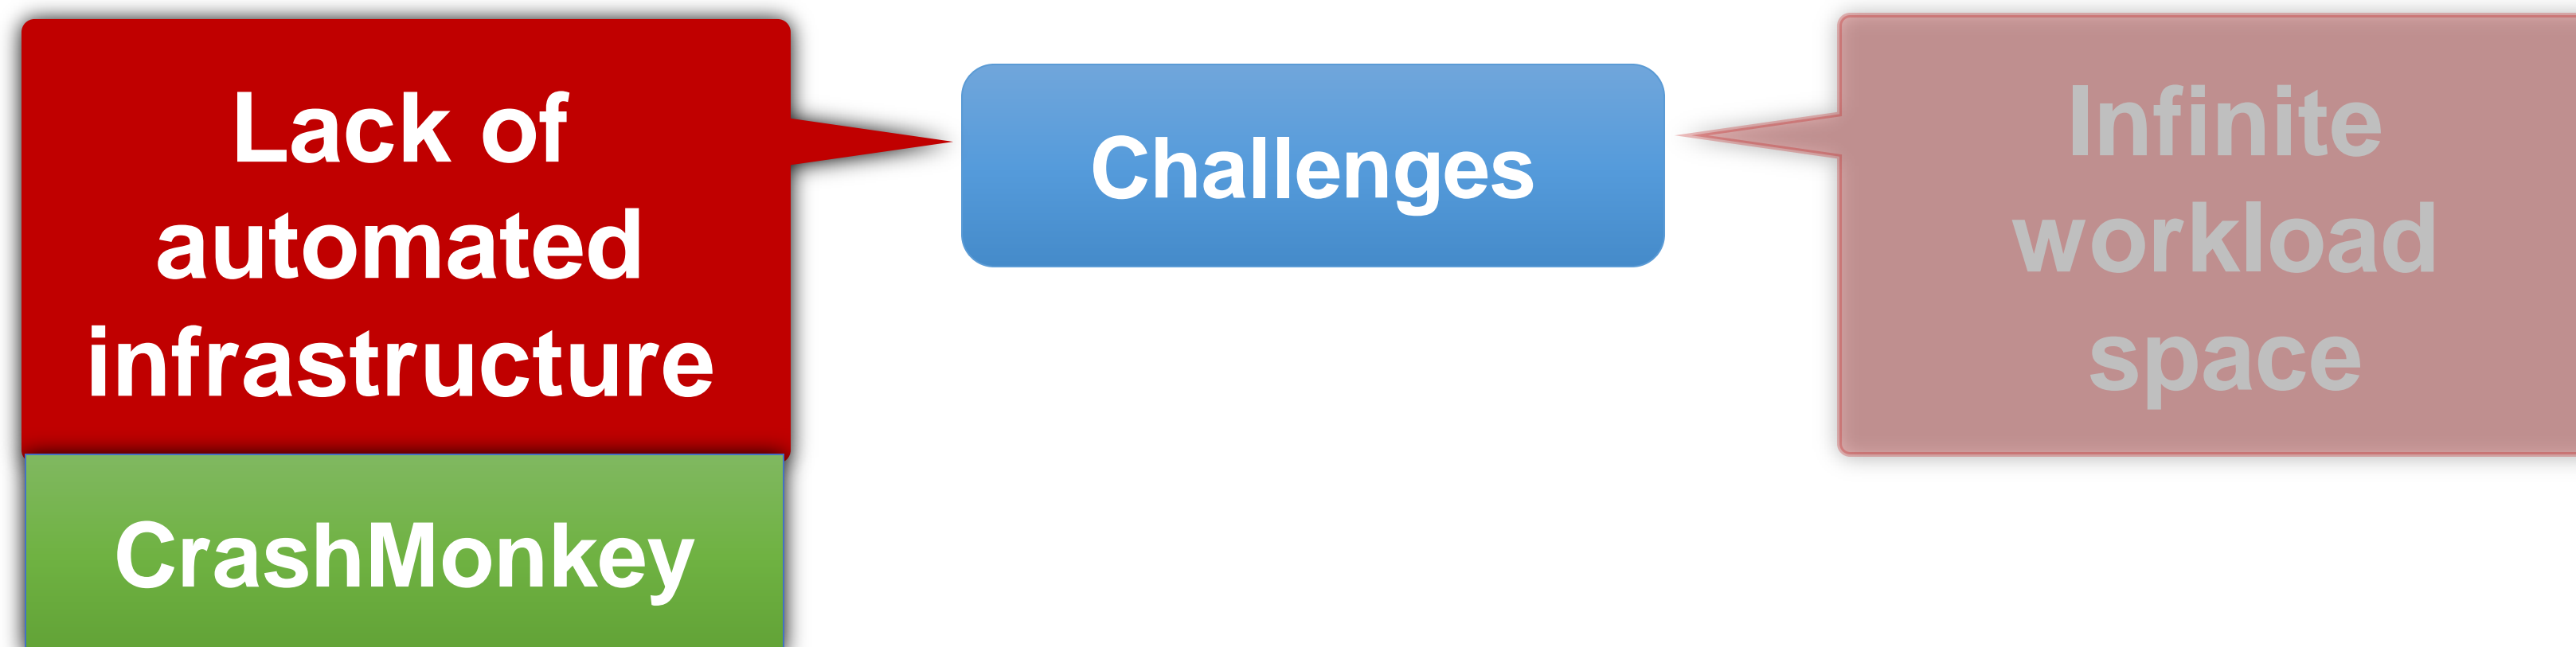 Lack of
automated
infrastructure
CrashMonkey
Challenges
Infinite
workload
space